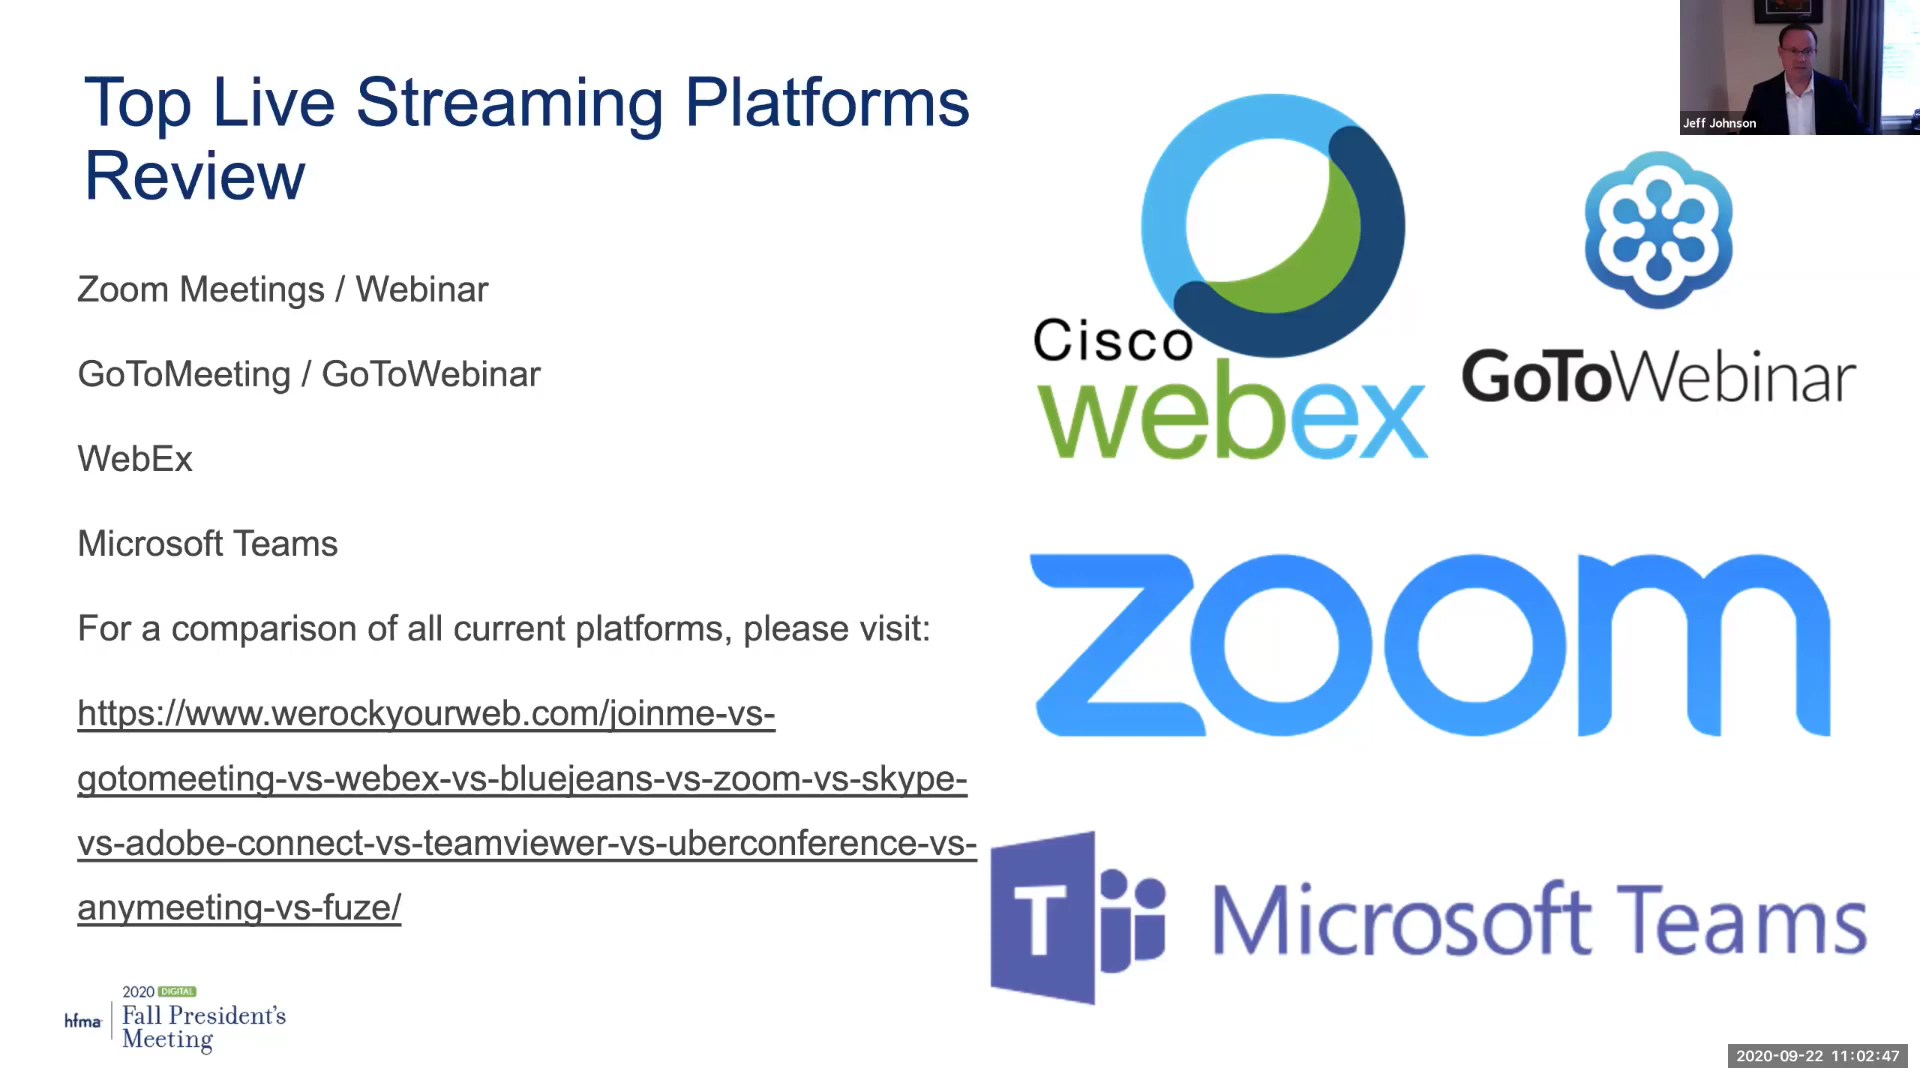 Top Live Streaming Platforms
Review
Zoom Meetings / Webinar
GoToMeeting / GoToWebinar
WebEx
Microsoft Teams
For a comparison of all current platforms, please visit:
https://www.werockyourweb.com/joinme-vs-
gotomeeting-vs-webex-vs-bluejeans-vs-zoom-vs-skype-
vs-adobe-connect-vs-teamviewer-vs-uberconference-vs-
anymeeting-vs-fuze/
Cisco
webex
GoToWebinar
zoom
T
Microsoft Teams
Jeff Johnson
hfma
2020 DIGITAL
Fall President's
Meeting
2020-09-22 11:02:47